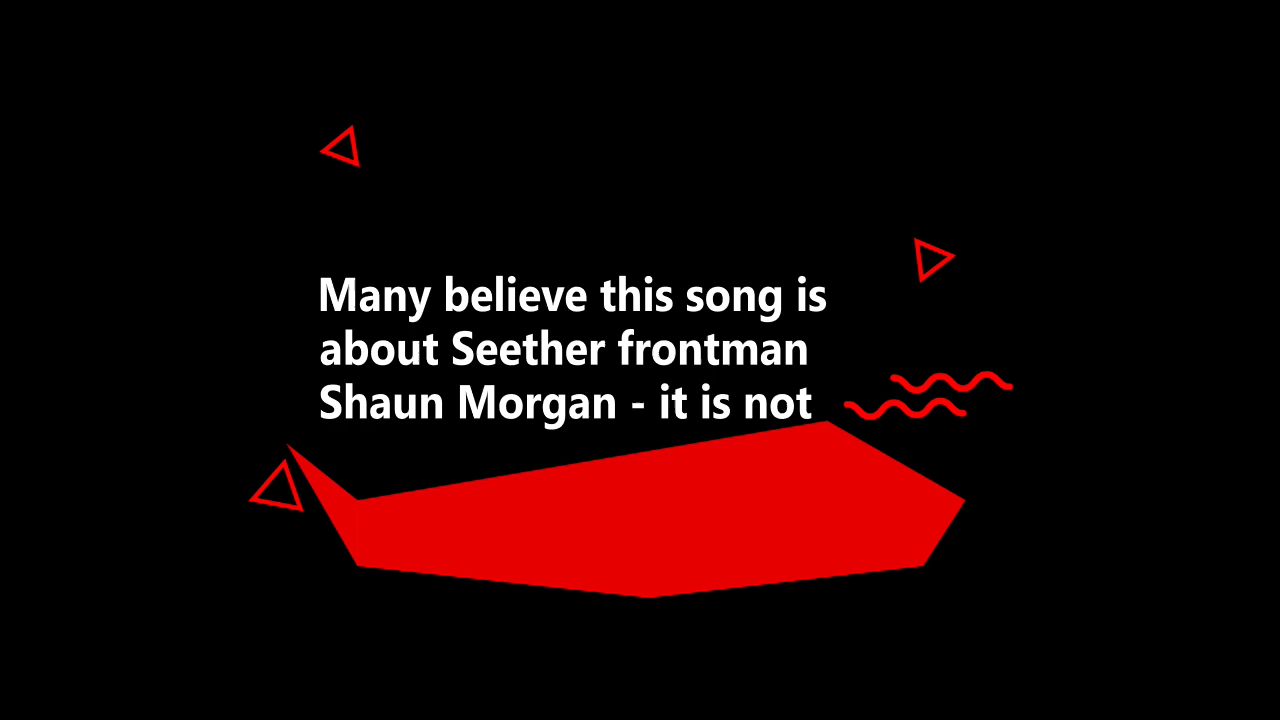 Many believe this song is
about Seether frontman
Shaun Morgan - it is not